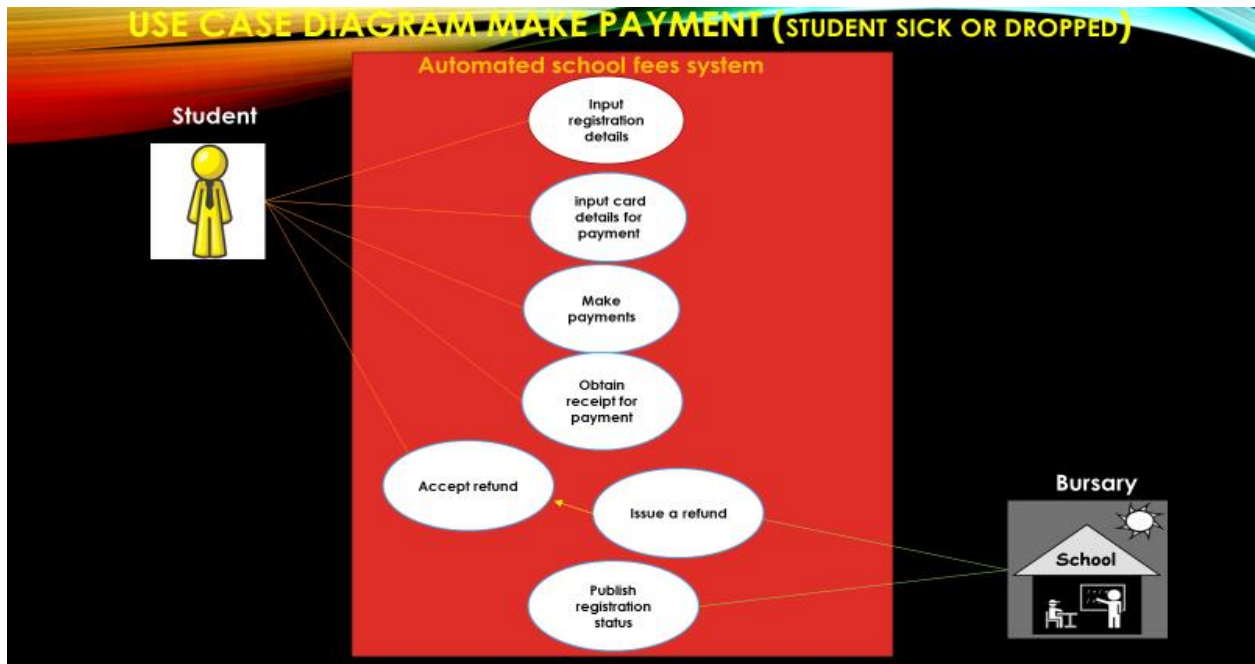 USE CASE DIAGRAM MAKE PAYMENT (STUDENT SICK OR DROPPED)
Automated school fees system
Student
Input
registration
details
input card
details for
payment
Make
payments
Obtain
receipt for
payment
Accept refund
Issue a refund
Bursary
School
Publish
registration
status